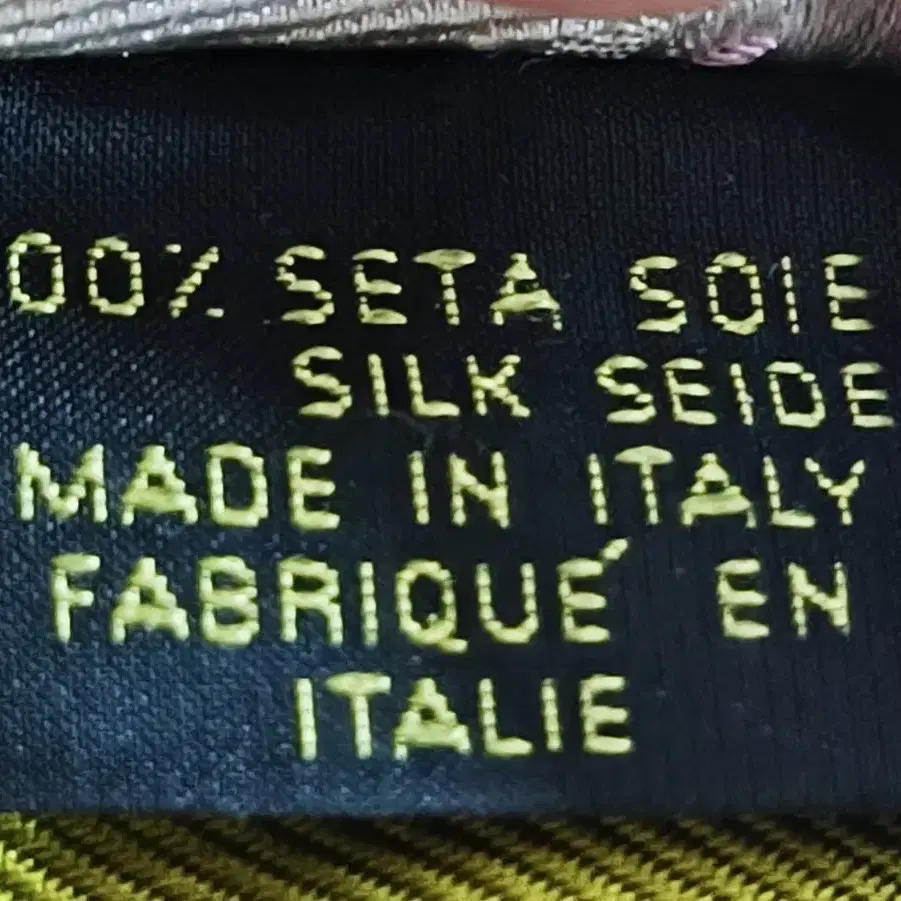 00% SETA SOIE
SILK SEIDE
MADE IN ITALY
FABRIQUÉ EN
ITALIE